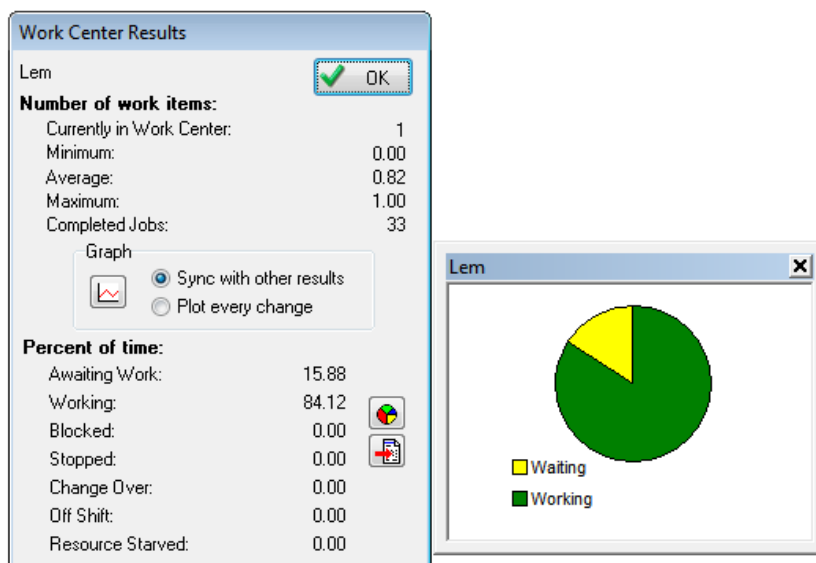 Work Center Results
Lem
OK
Number of work items:
Currently in Work Center: 1
Minimum: 0.00
Average: 0.82
Maximum: 1.00
Completed Jobs: 33
Graph
Sync with other results
Plot every change
Percent of time:
Awaiting Work: 15.88
Working: 84.12
Blocked: 0.00
Stopped: 0.00
Change Over: 0.00
Off Shift: 0.00
Resource Starved: 0.00
Lem
Waiting
Working